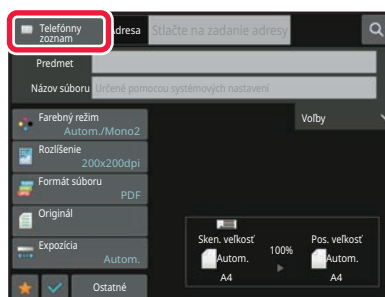 Telefónny
zoznam
Adresa
Stlačte na zadanie adresy
Predmet
Názov súboru
Určené pomocou systémových nastavení
Farebný režim
Autom./Mono2
Voľby
Rozlíšenie
200x200dpi
Formát súboru
PDF
Originál
Expozícia
Autom.
Sken. veľkosť
Autom.
A4
100%
Pos. veľkosť
Autom.
A4
Ostatné